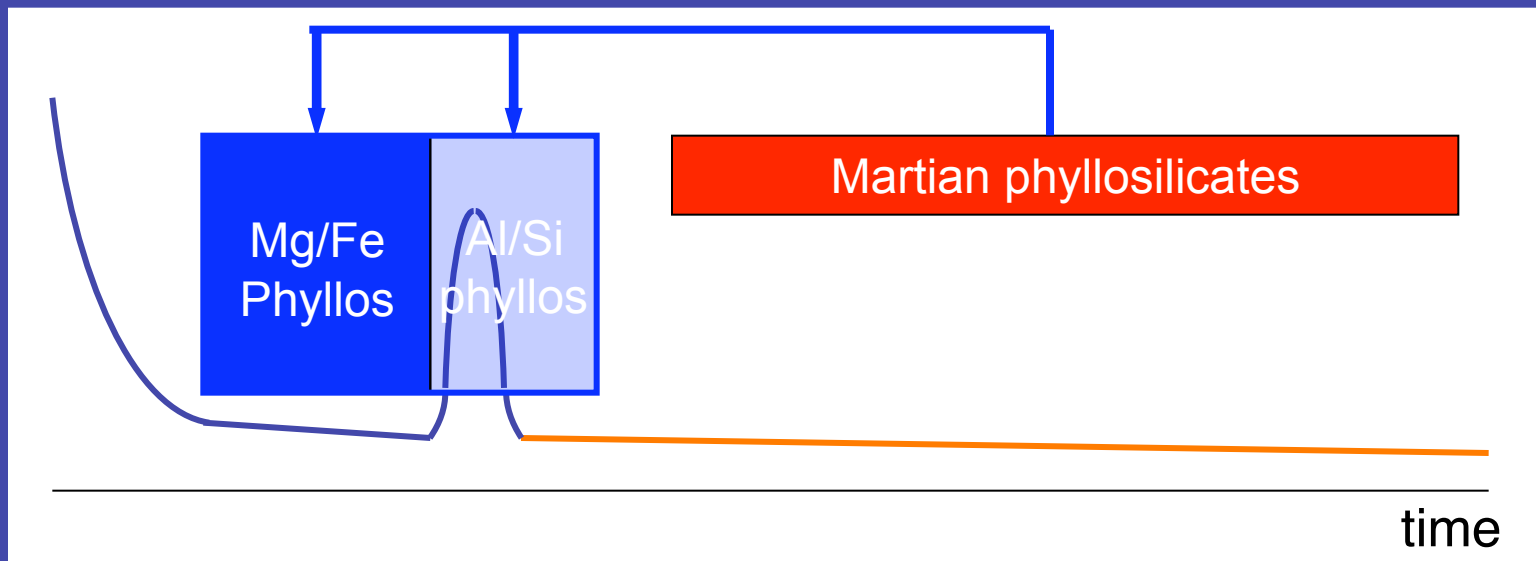 Martian phyllosilicates
Mg/Fe
Phyllos
Al/Si
phyllos
time